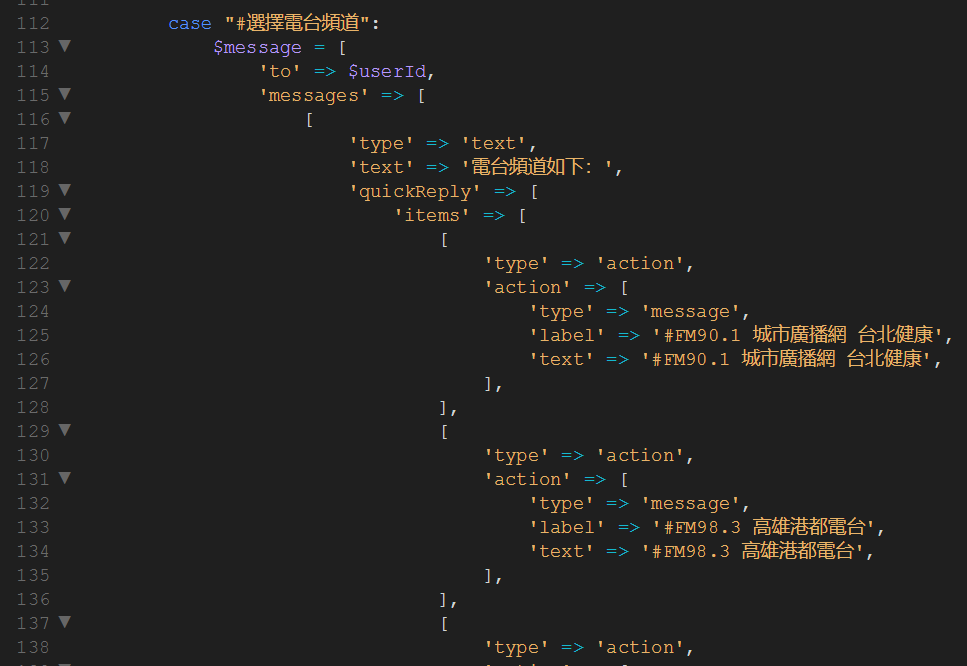 112 case "#選擇電台頻道":
113 ▼ $message = [
114 'to' => $userId,
115 ▼ 'messages' => [
116 ▼ [
117 'type' => 'text',
118 'text' => '電台頻道如下: ',
119 ▼ 'quickReply' => [
120 ▼ 'items' => [
121 ▼ [
122 'type' => 'action',
123 ▼ 'action' => [
124 'type' => 'message',
125 'label' => '#FM90.1 城市廣播網 台北健康',
126 'text' => '#FM90.1 城市廣播網 台北健康',
127 ],
128 ],
129 ▼ [
130 'type' => 'action',
131 ▼ 'action' => [
132 'type' => 'message',
133 'label' => '#FM98.3 高雄港都電台',
134 'text' => '#FM98.3 高雄港都電台',
135 ],
136 ],
137 ▼ [
138 'type' => 'action',